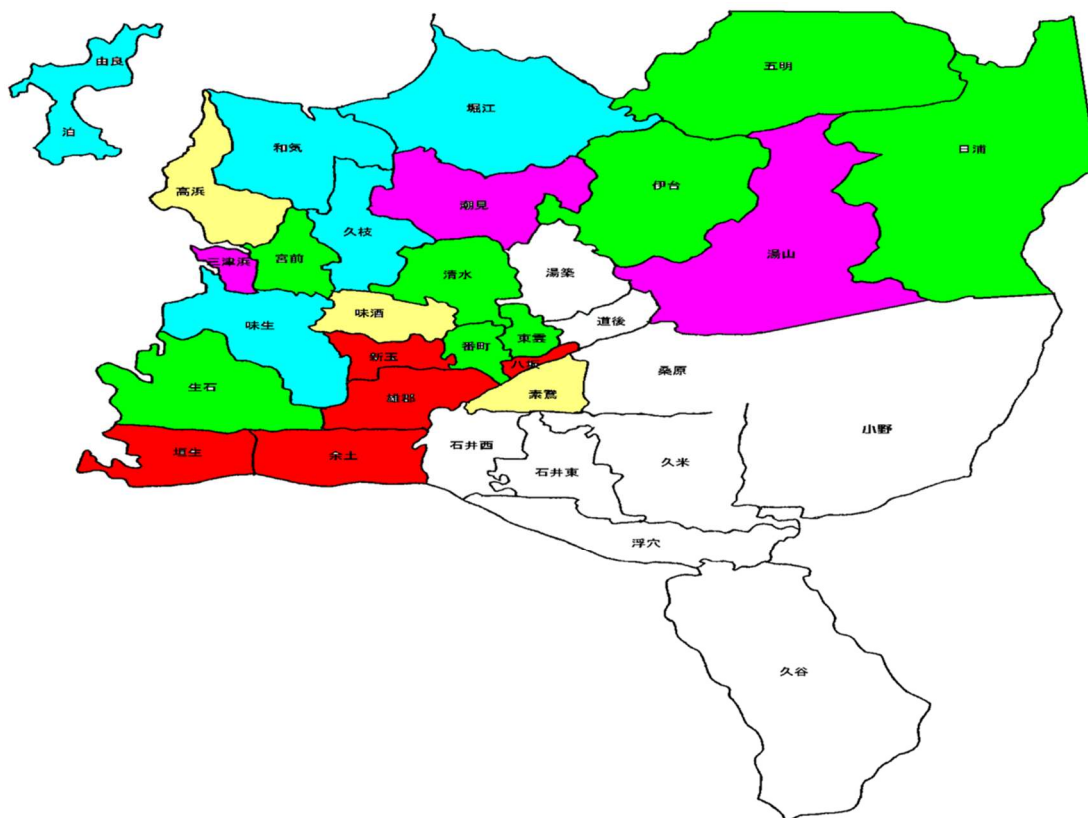 五明
由良
堀江
泊
和気
日浦
伊台
高浜
潮見
久枝
湯山
宮前
三津浜
清水
湯築
味酒
道後
味生
東雲
番町
新玉
八坂
桑原
生石
素鵞
雄郡
小野
石井西
久米
垣生
余土
石井東
浮穴
久谷